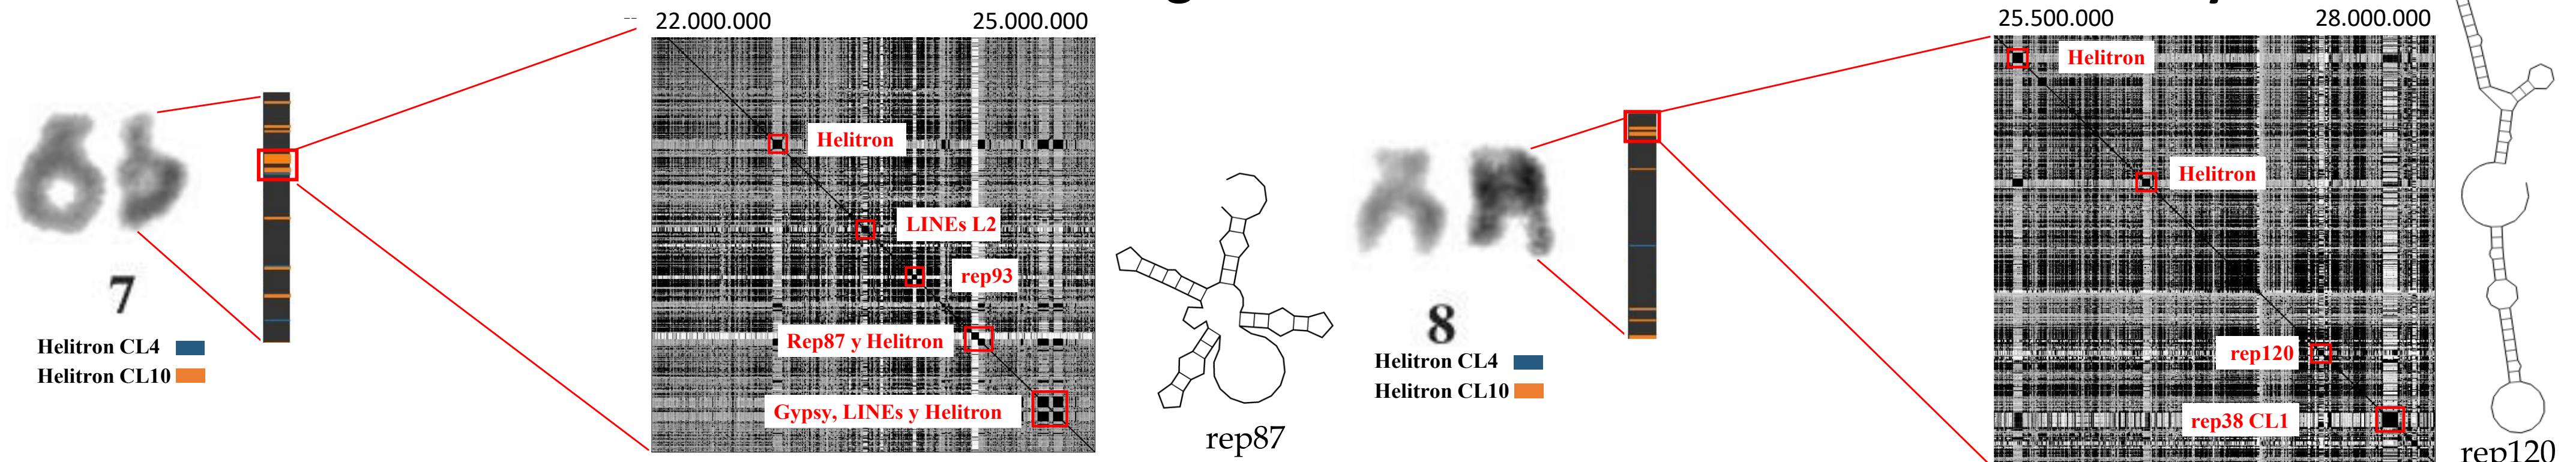 22.000.000 25.000.000
Helitron
LINEs L2
rep93
Rep87 y Helitron
Gypsy, LINEs y Helitron
7
Helitron CL4
Helitron CL10
rep87
25.500.000 28.000.000
Helitron
Helitron
rep120
rep38 CL1
8
Helitron CL4
Helitron CL10
rep120